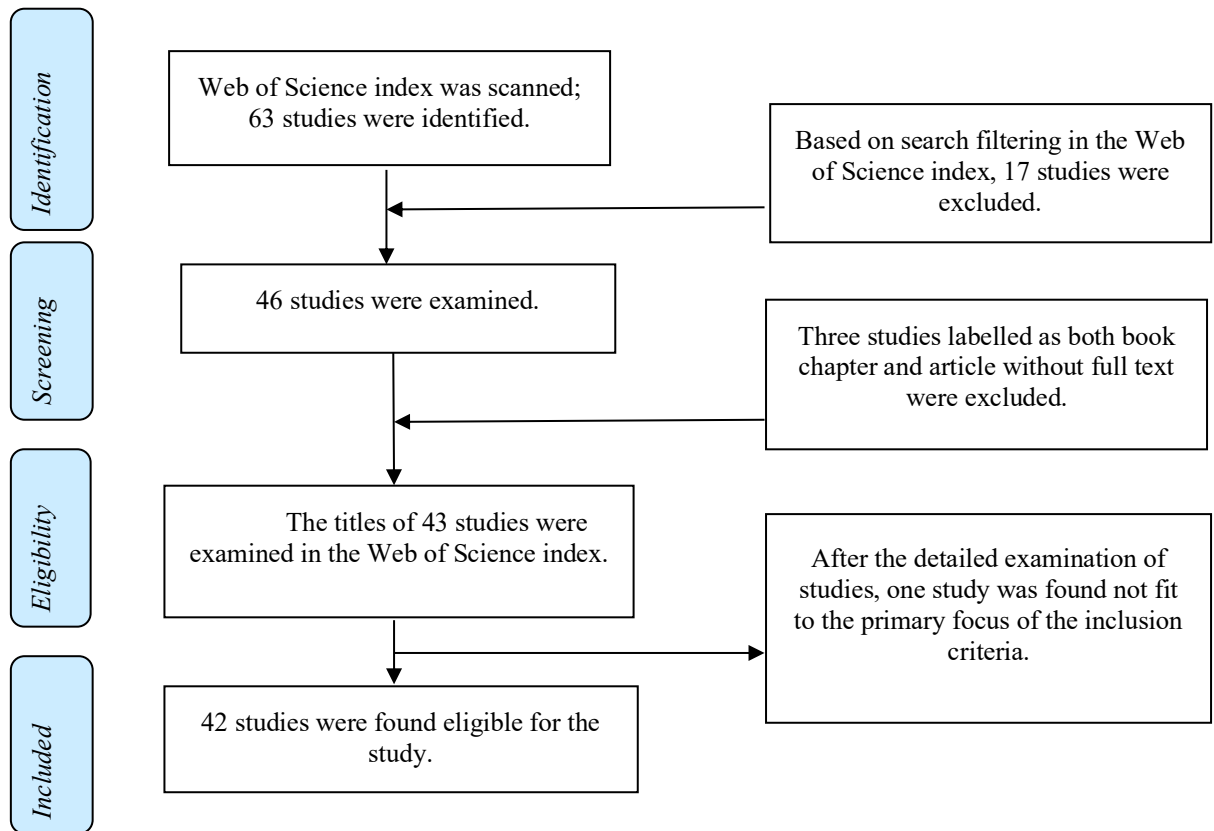 Identification
Web of Science index was scanned;
63 studies were identified.
Based on search filtering in the Web
of Science index, 17 studies were
excluded.
Screening
46 studies were examined.
Three studies labelled as both book
chapter and article without full text
were excluded.
Eligibility
The titles of 43 studies were
examined in the Web of Science index.
After the detailed examination of
studies, one study was found not fit
to the primary focus of the inclusion
criteria.
Included
42 studies were found eligible for the
study.